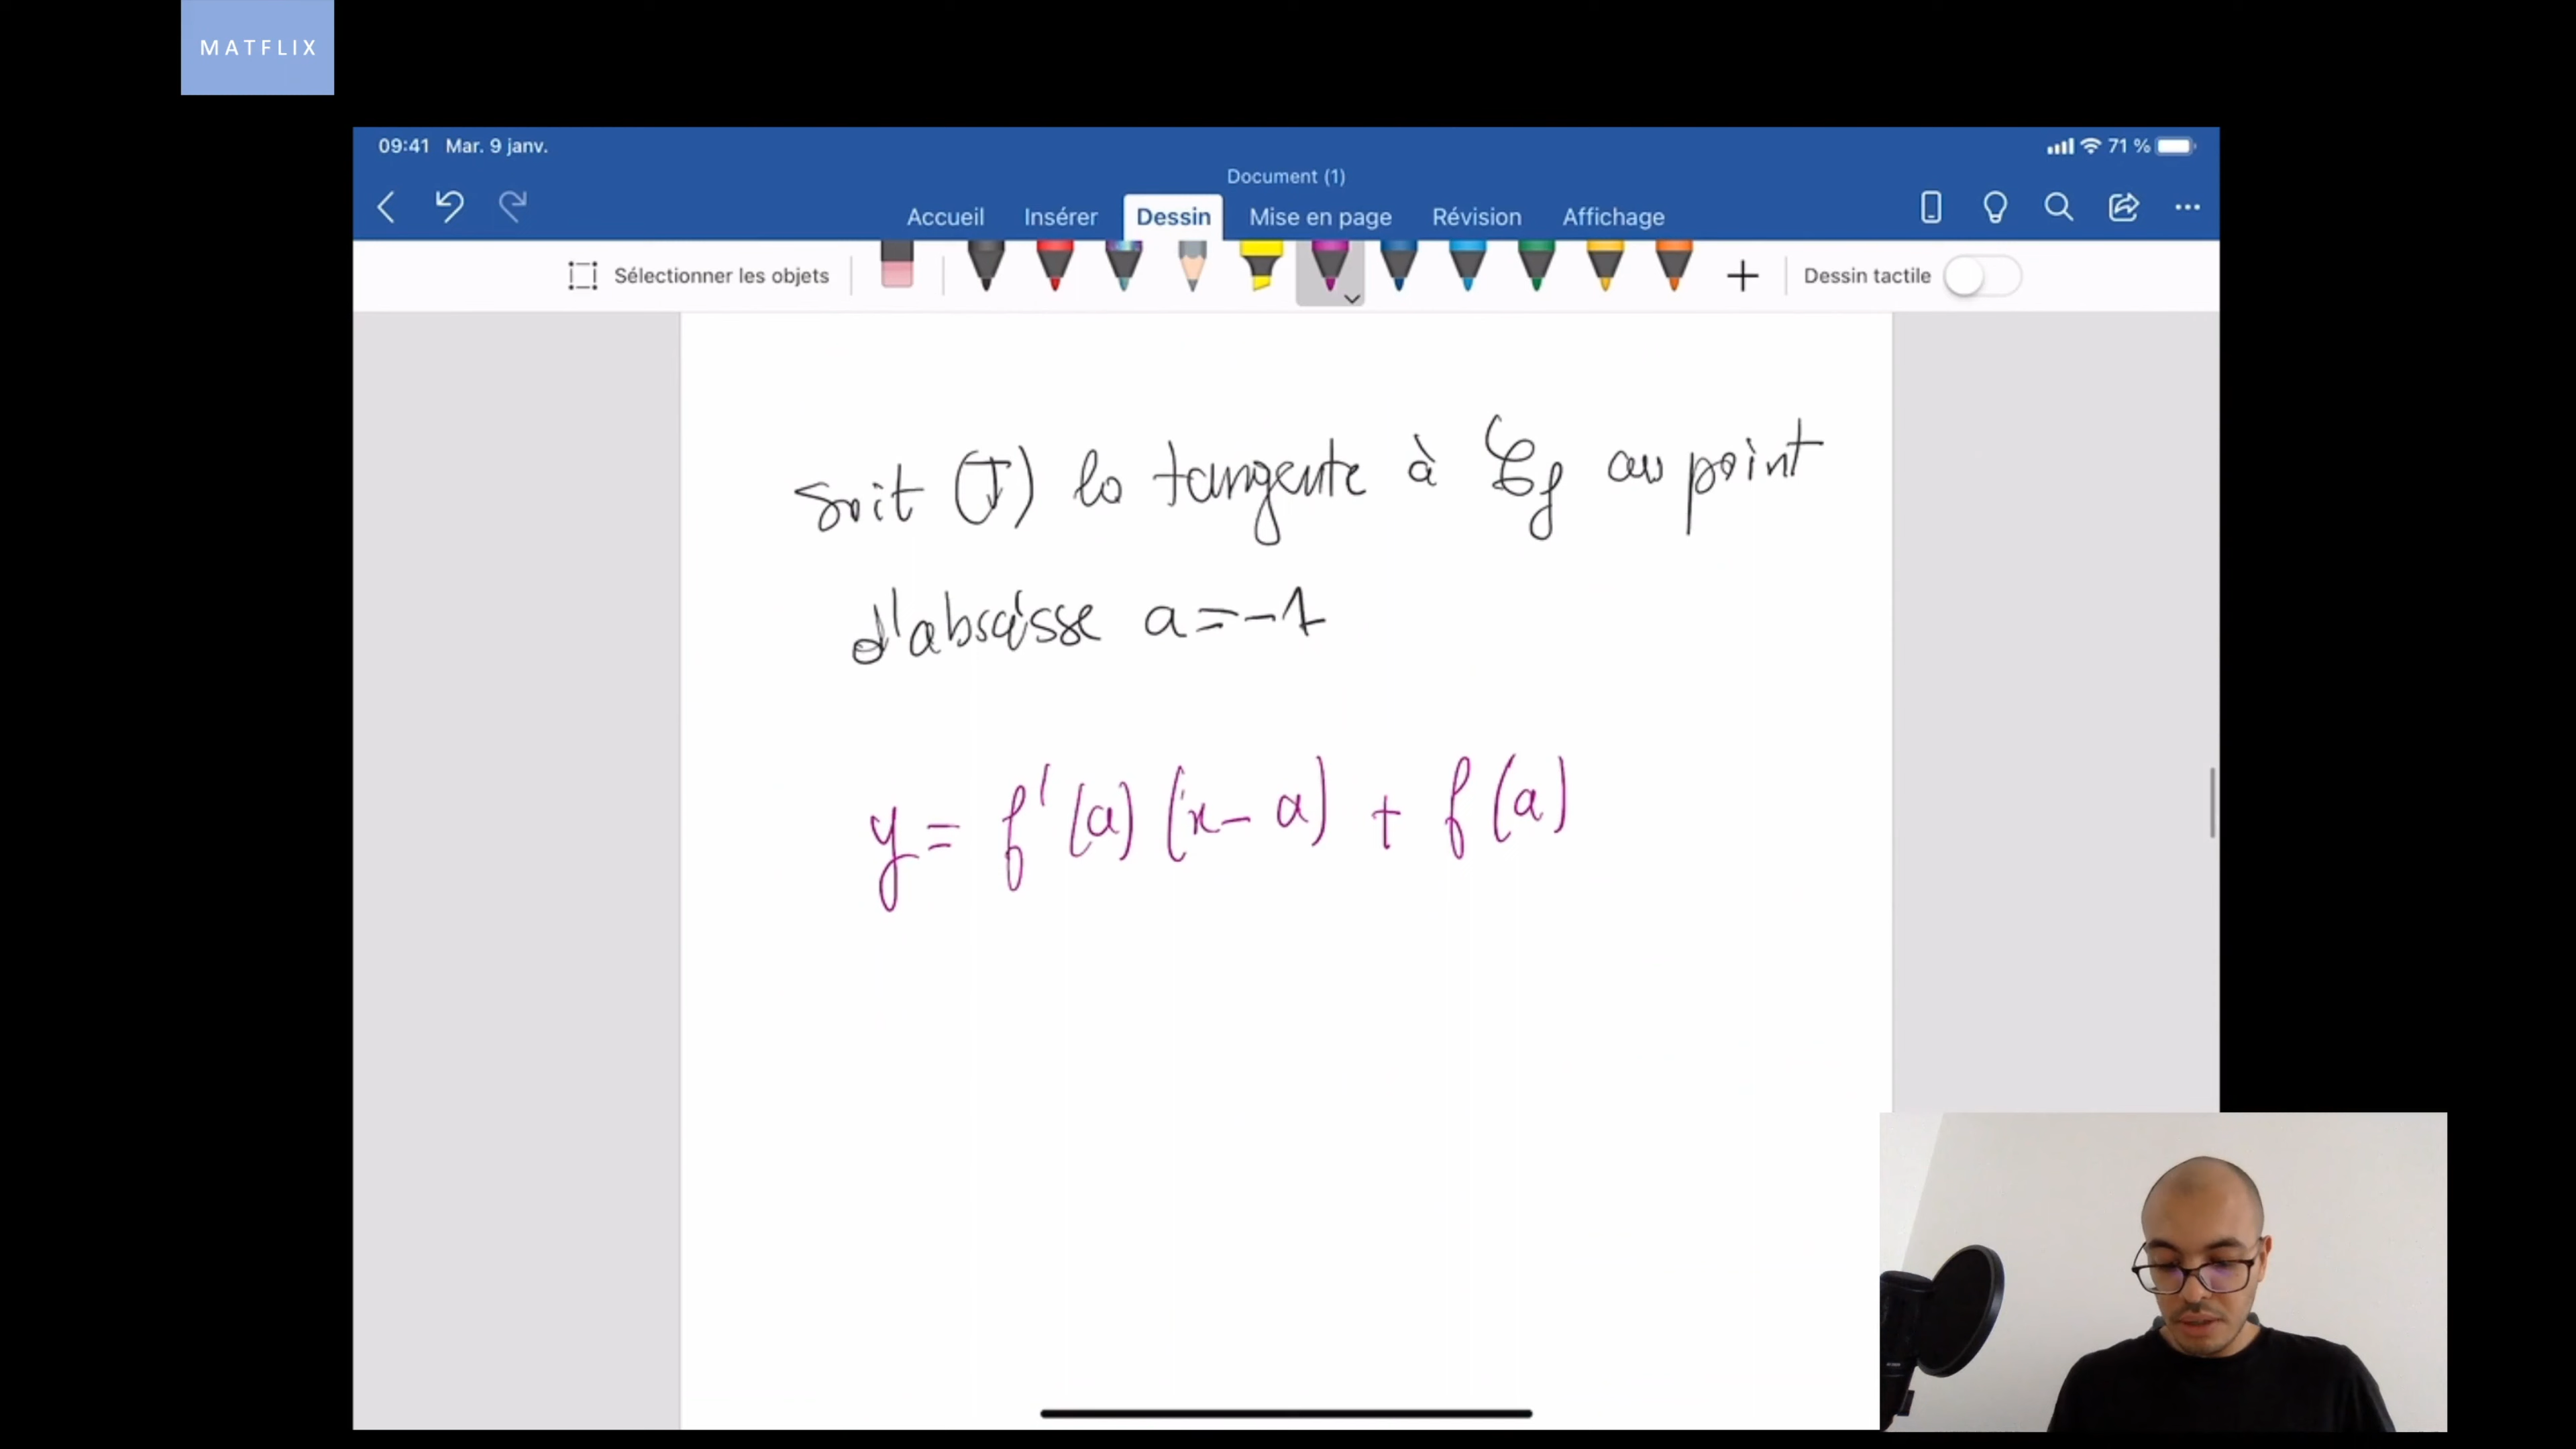 MATFLIX
09:41 Mar. 9 janv.
71 %
Document (1)
Accueil Insérer Dessin Mise en page Révision Affichage
Sélectionner les objets
Dessin tactile
Soit (T) la tangente à Cf au point
d'abscisse a = -1
y = f'(a) (x - a) + f(a)